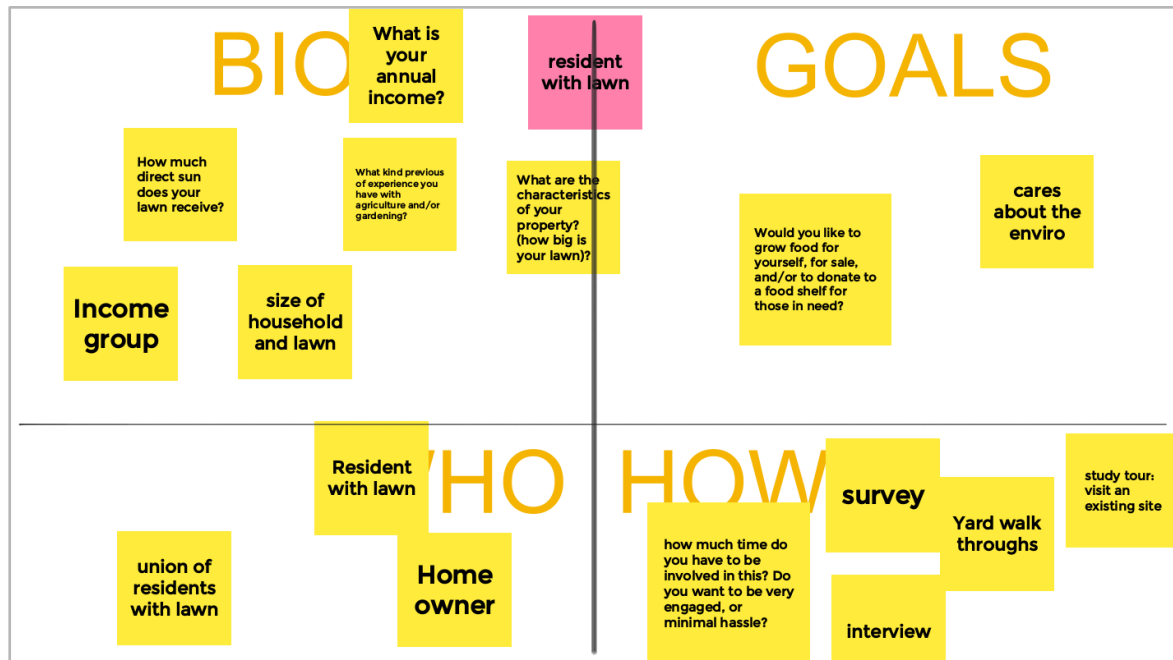 BIO
What is
your
annual
income?
resident
with lawn
GOALS
How much
direct sun
does your
lawn receive?
What kind previous
of experience you
have with
agriculture and/or
gardening?
What are the
characteristics
of your
property?
(how big is
your lawn)?
Would you like to
grow food for
yourself, for sale,
and/or to donate to
a food shelf for
those in need?
cares
about the
enviro
Income
group
size of
household
and lawn
WHO
Resident
with lawn
union of
residents
with lawn
Home
owner
HOW
survey
Yard walk
throughs
study tour:
visit an
existing site
how much time do
you have to be
involved in this? Do
you want to be very
engaged, or
minimal hassle?
interview